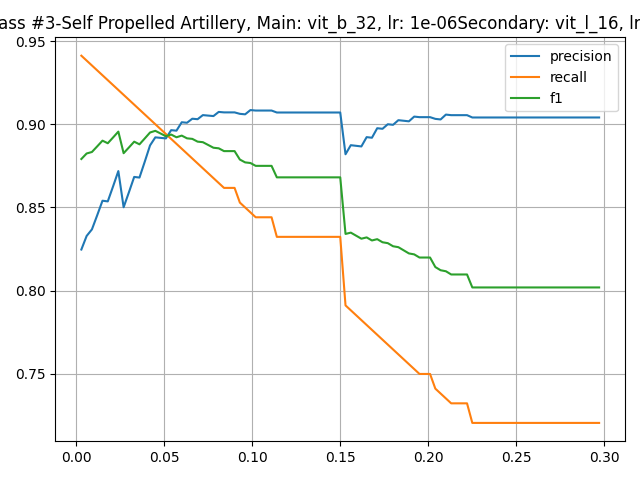 ass #3-Self Propelled Artillery, Main: vit_b_32, lr: 1e-06Secondary: vit_l_16, lr
0.95
0.90
0.85
0.80
0.75
precision
recall
f1
0.00 0.05 0.10 0.15 0.20 0.25 0.30